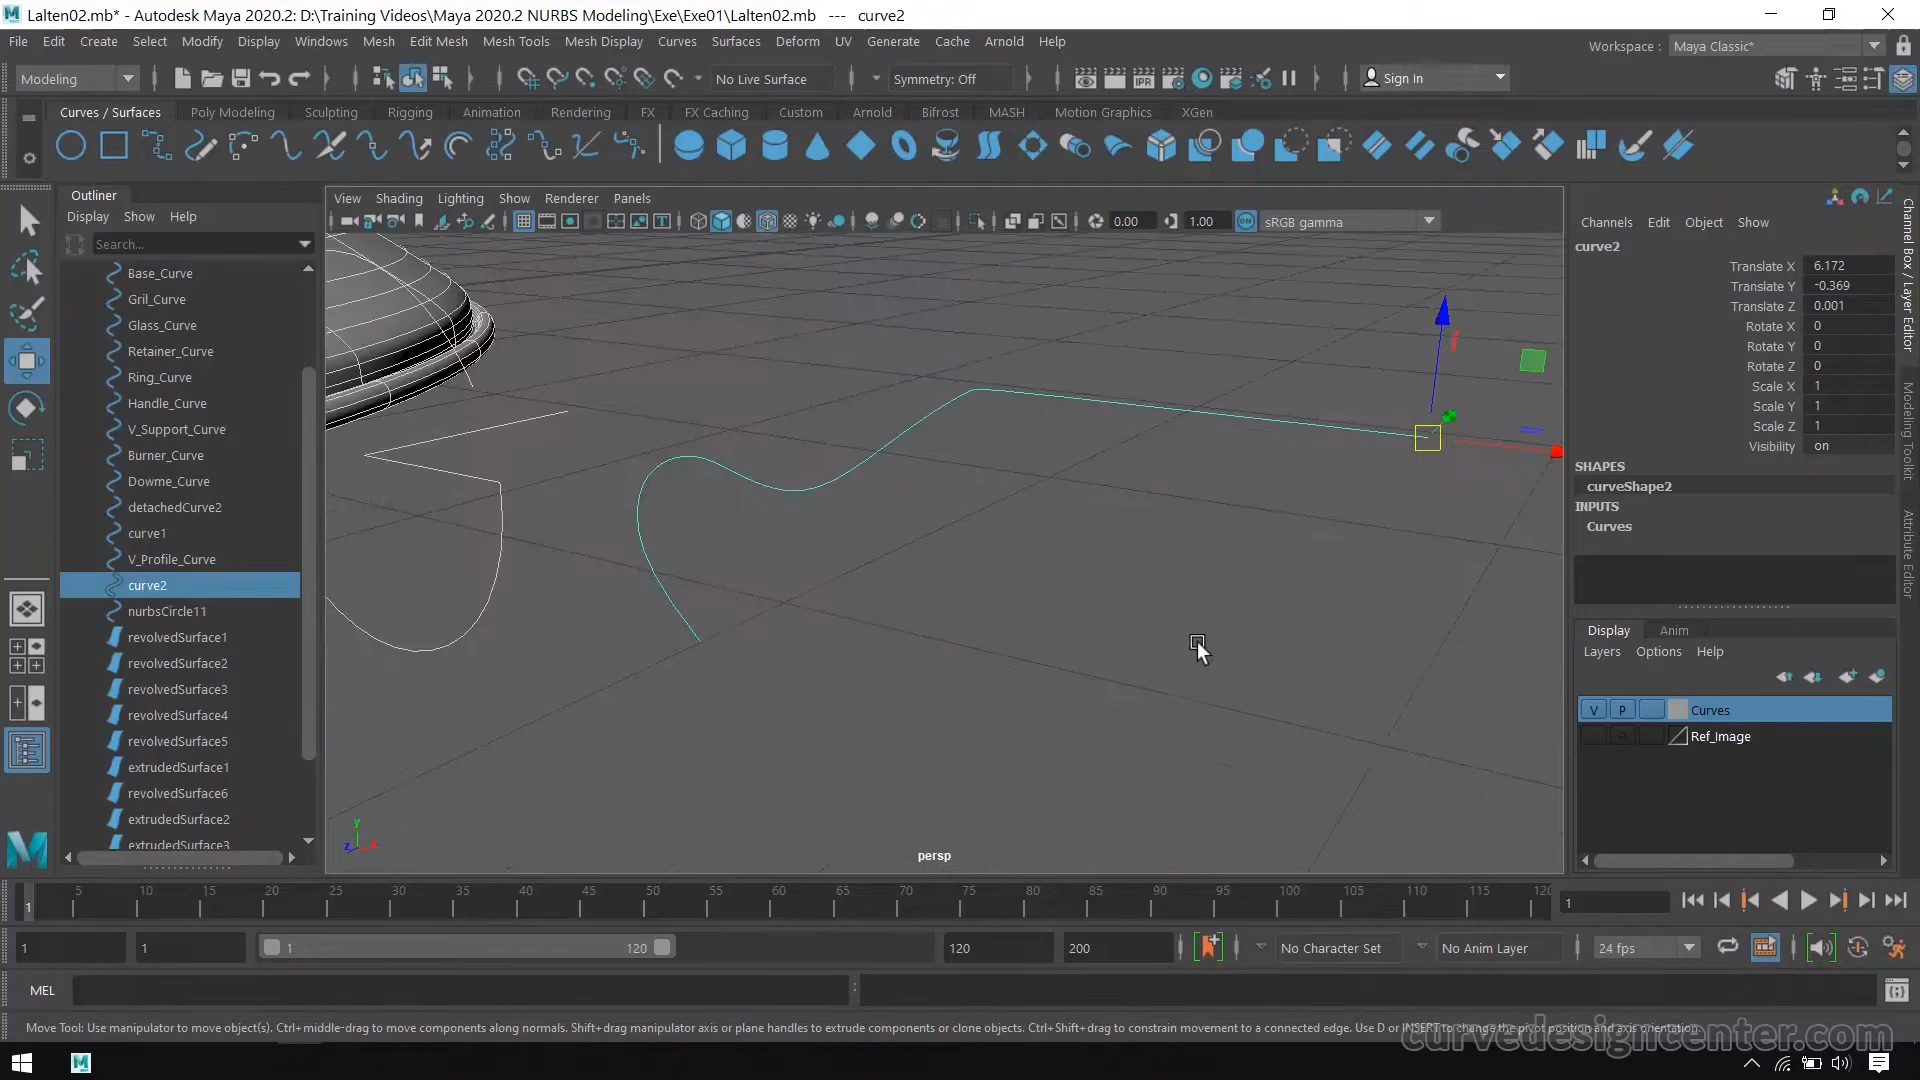 Lalten02.mb* - Autodesk Maya 2020.2: D:\Training Videos\Maya 2020.2 NURBS Modeling\Exe\Exe01\Lalten02.mb   ---   curve2
File Edit Create Select Modify Display Windows Mesh Edit Mesh Mesh Tools Mesh Display Curves Surfaces Deform UV Generate Cache Arnold Help
Workspace : Maya Classic*
Modeling No Live Surface Symmetry: Off Sign In
Curves / Surfaces Poly Modeling Sculpting Rigging Animation Rendering FX FX Caching Custom Arnold Bifrost MASH Motion Graphics XGen
Outliner
Display Show Help
Search...
Base_Curve
Gril_Curve
Glass_Curve
Retainer_Curve
Ring_Curve
Handle_Curve
V_Support_Curve
Burner_Curve
Dowme_Curve
detachedCurve2
curve1
V_Profile_Curve
curve2
nurbsCircle11
revolvedSurface1
revolvedSurface2
revolvedSurface3
revolvedSurface4
revolvedSurface5
extrudedSurface1
revolvedSurface6
extrudedSurface2
extrudedSurface3
View Shading Lighting Show Renderer Panels
IPR
0.00 1.00 ON sRGB gamma
y
z x
persp
Channels Edit Object Show
curve2
Translate X 6.172
Translate Y -0.369
Translate Z 0.001
Rotate X 0
Rotate Y 0
Rotate Z 0
Scale X 1
Scale Y 1
Scale Z 1
Visibility on
SHAPES
curveShape2
INPUTS
Curves
Display Anim
Layers Options Help
V P Curves
Ref_Image
Channel Box / Layer Editor
Modeling Toolkit
Attribute Editor
1 5 10 15 20 25 30 35 40 45 50 55 60 65 70 75 80 85 90 95 100 105 110 115 120
1
1 1 1 120 120 200 No Character Set No Anim Layer 24 fps
MEL
Move Tool: Use manipulator to move object(s). Ctrl+middle-drag to move components along normals. Shift+drag manipulator axis or plane handles to extrude components or clone objects. Ctrl+Shift+drag to constrain movement to a connected edge. Use D or INSERT to change the pivot position and axis orientation.
curvedesigncenter.com